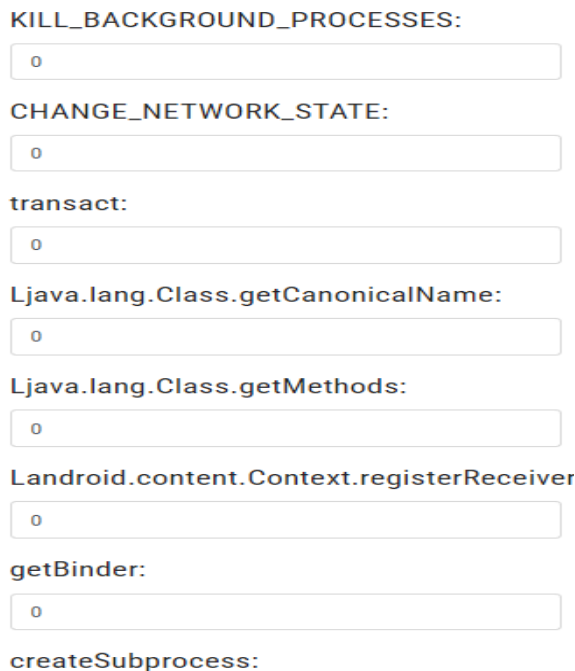 KILL_BACKGROUND_PROCESSES:
0
CHANGE_NETWORK_STATE:
0
transact:
0
Ljava.lang.Class.getCanonicalName:
0
Ljava.lang.Class.getMethods:
0
Landroid.content.Context.registerReceiver
0
getBinder:
0
createSubprocess: